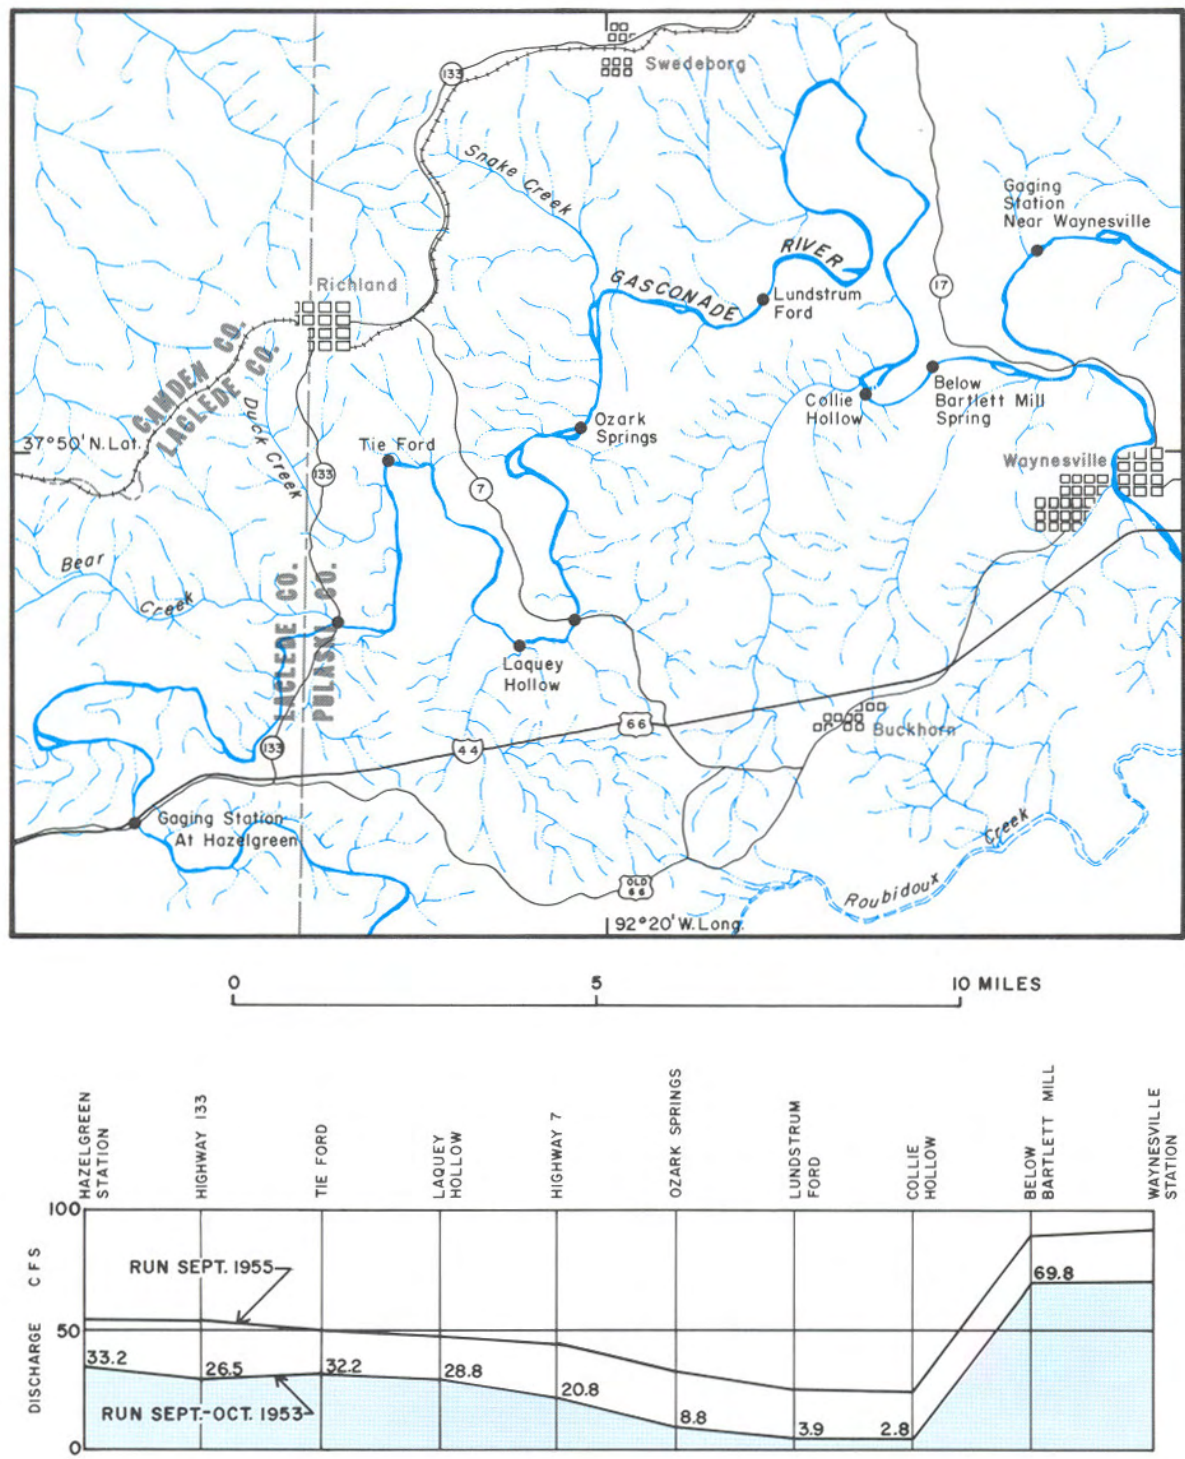 133
Swedeborg
Snake Creek
Gaging
Station
Near Waynesville
RIVER
GASCONADE
Richland
17
Lundstrum
Ford
CAMDEN CO.
LACLEDE CO.
Duck Creek
Below
Bartlett Mill
Spring
Collie
Hollow
Ozark
Springs
37°50' N. Lat.
Tie Ford
Waynesville
133
7
Bear
Creek
LACLEDE CO.
PULASKI CO.
Laquey
Hollow
66
Buckhorn
133
44
Gaging Station
At Hazelgreen
Creek
Roubidoux
OLD
66
92°20' W. Long.
0 5 10 MILES
HAZELGREEN
STATION
HIGHWAY 133
TIE FORD
LAQUEY
HOLLOW
HIGHWAY 7
OZARK SPRINGS
LUNDSTRUM
FORD
COLLIE
HOLLOW
BELOW
BARTLETT MILL
WAYNESVILLE
STATION
DISCHARGE CFS
100
50
0
RUN SEPT. 1955
RUN SEPT.-OCT. 1953
33.2
26.5
32.2
28.8
20.8
8.8
3.9
2.8
69.8